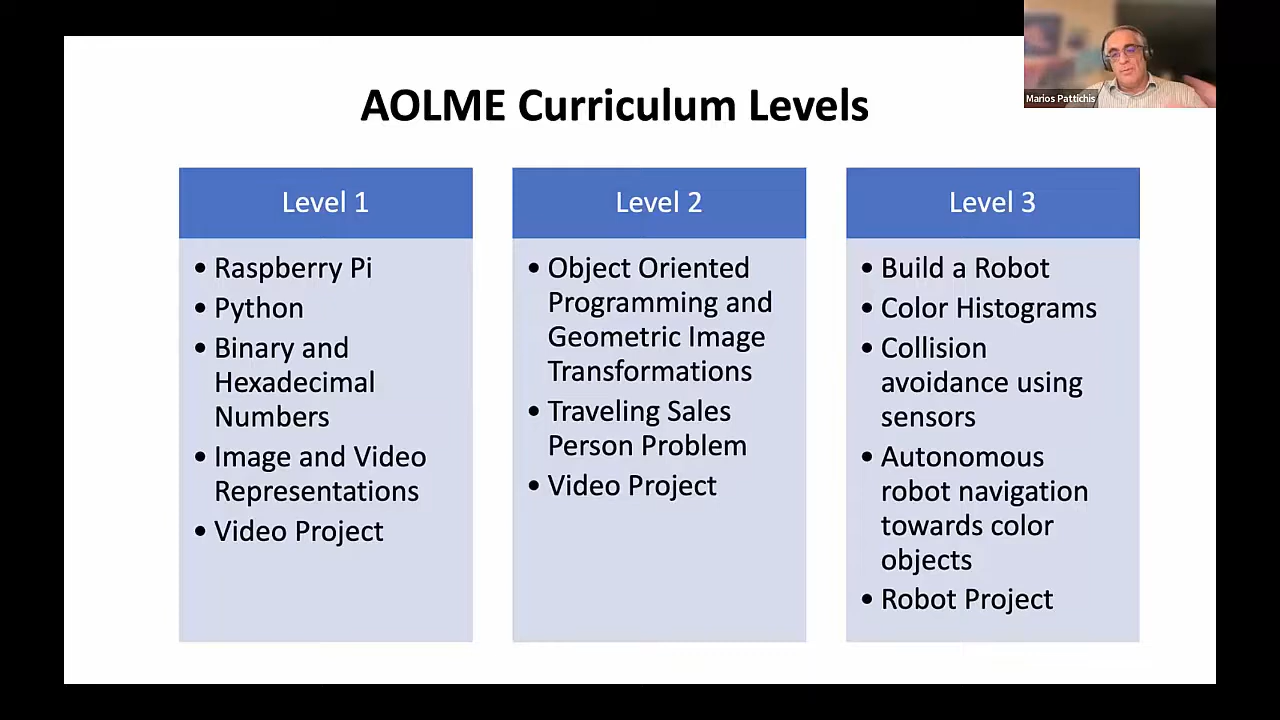 AOLME Curriculum Levels
Marios Pattichis
Level 1
• Raspberry Pi
• Python
• Binary and
Hexadecimal
Numbers
• Image and Video
Representations
• Video Project
Level 2
• Object Oriented
Programming and
Geometric Image
Transformations
• Traveling Sales
Person Problem
• Video Project
Level 3
• Build a Robot
• Color Histograms
• Collision
avoidance using
sensors
• Autonomous
robot navigation
towards color
objects
• Robot Project